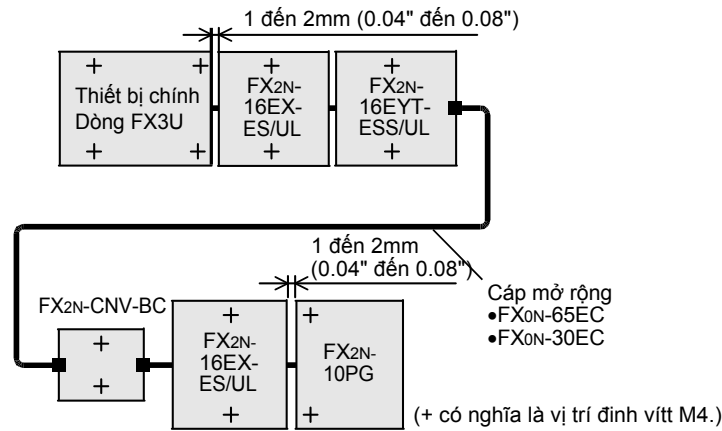 1 đến 2mm (0.04" đến 0.08")
Thiết bị chính
Dòng FX3U
FX2N-
16EX-
ES/UL
FX2N-
16EYT-
ESS/UL
1 đến 2mm
(0.04" đến 0.08")
Cáp mở rộng
•FX0N-65EC
•FX0N-30EC
FX2N-CNV-BC
FX2N-
16EX-
ES/UL
FX2N-
10PG
(+ có nghĩa là vị trí đinh vítt M4.)